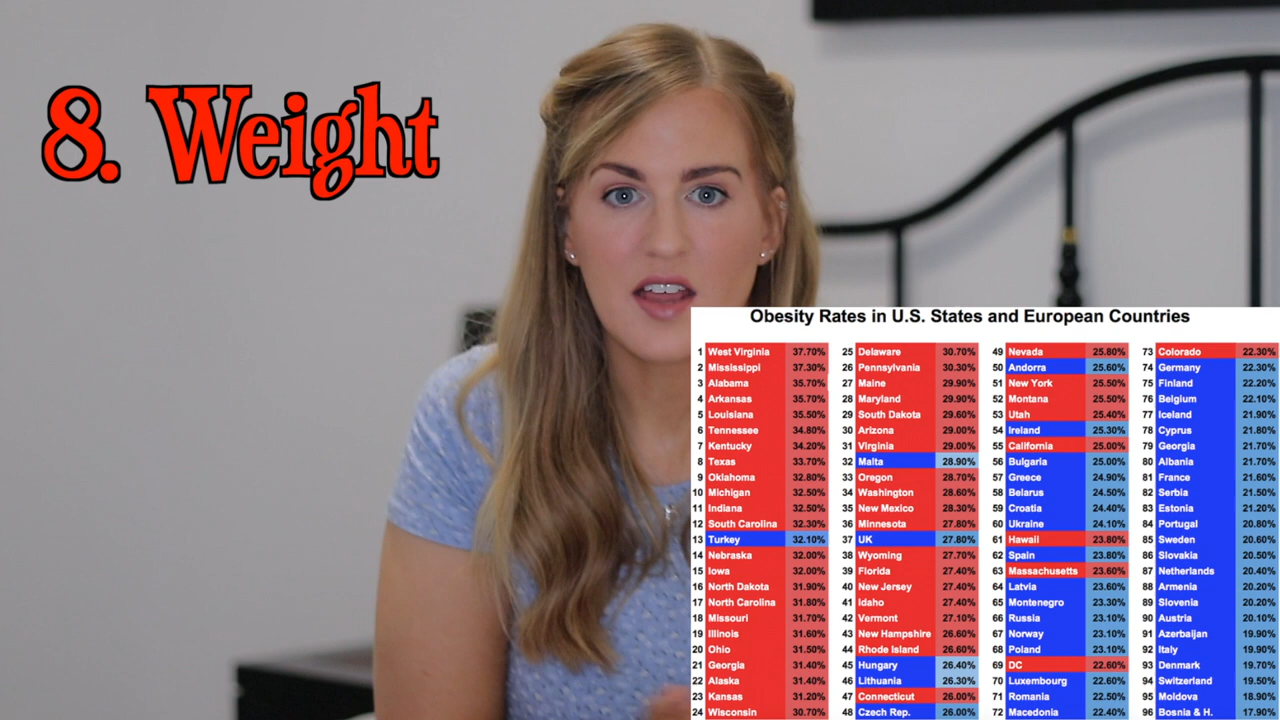 8. Weight
Obesity Rates in U.S. States and European Countries
1 West Virginia 37.70% 25 Delaware 30.70% 49 Nevada 25.80% 73 Colorado 22.30%
2 Mississippi 37.30% 26 Pennsylvania 30.30% 50 Andorra 25.60% 74 Germany 22.30%
3 Alabama 35.70% 27 Maine 29.90% 51 New York 25.50% 75 Finland 22.20%
4 Arkansas 35.70% 28 Maryland 29.90% 52 Montana 25.50% 76 Belgium 22.10%
5 Louisiana 35.50% 29 South Dakota 29.60% 53 Utah 25.40% 77 Iceland 21.90%
6 Tennessee 34.80% 30 Arizona 29.00% 54 Ireland 25.30% 78 Cyprus 21.80%
7 Kentucky 34.20% 31 Virginia 29.00% 55 California 25.00% 79 Georgia 21.70%
8 Texas 33.70% 32 Malta 28.90% 56 Bulgaria 25.00% 80 Albania 21.70%
9 Oklahoma 32.80% 33 Oregon 28.70% 57 Greece 24.90% 81 France 21.60%
10 Michigan 32.50% 34 Washington 28.60% 58 Belarus 24.50% 82 Serbia 21.50%
11 Indiana 32.50% 35 New Mexico 28.30% 59 Croatia 24.40% 83 Estonia 21.20%
12 South Carolina 32.30% 36 Minnesota 27.80% 60 Ukraine 24.10% 84 Portugal 20.80%
13 Turkey 32.10% 37 UK 27.80% 61 Hawaii 23.80% 85 Sweden 20.60%
14 Nebraska 32.00% 38 Wyoming 27.70% 62 Spain 23.80% 86 Slovakia 20.50%
15 Iowa 32.00% 39 Florida 27.40% 63 Massachusetts 23.60% 87 Netherlands 20.40%
16 North Dakota 31.90% 40 New Jersey 27.40% 64 Latvia 23.60% 88 Armenia 20.20%
17 North Carolina 31.80% 41 Idaho 27.40% 65 Montenegro 23.30% 89 Slovenia 20.20%
18 Missouri 31.70% 42 Vermont 27.10% 66 Russia 23.10% 90 Austria 20.10%
19 Illinois 31.60% 43 New Hampshire 26.60% 67 Norway 23.10% 91 Azerbaijan 19.90%
20 Ohio 31.50% 44 Rhode Island 26.60% 68 Poland 23.10% 92 Italy 19.90%
21 Georgia 31.40% 45 Hungary 26.40% 69 DC 22.60% 93 Denmark 19.70%
22 Alaska 31.40% 46 Lithuania 26.30% 70 Luxembourg 22.60% 94 Switzerland 19.50%
23 Kansas 31.20% 47 Connecticut 26.00% 71 Romania 22.50% 95 Moldova 18.90%
24 Wisconsin 30.70% 48 Czech Rep. 26.00% 72 Macedonia 22.40% 96 Bosnia & H. 17.90%